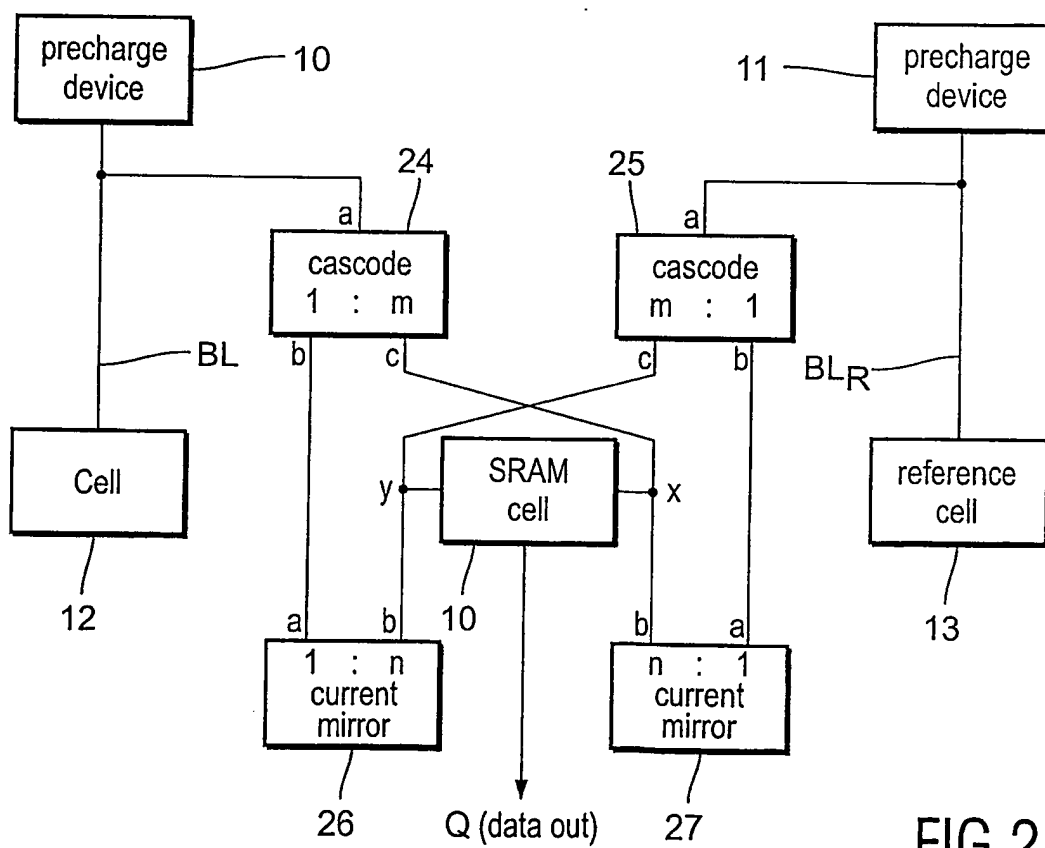 precharge
device
10
11
precharge
device
24
25
a
a
cascode
1 : m
cascode
m : 1
b
c
c
b
BL
BLR
Cell
y
SRAM
cell
x
reference
cell
12
10
13
a
b
b
a
1 : n
current
mirror
n : 1
current
mirror
26
Q (data out)
27
FIG 2